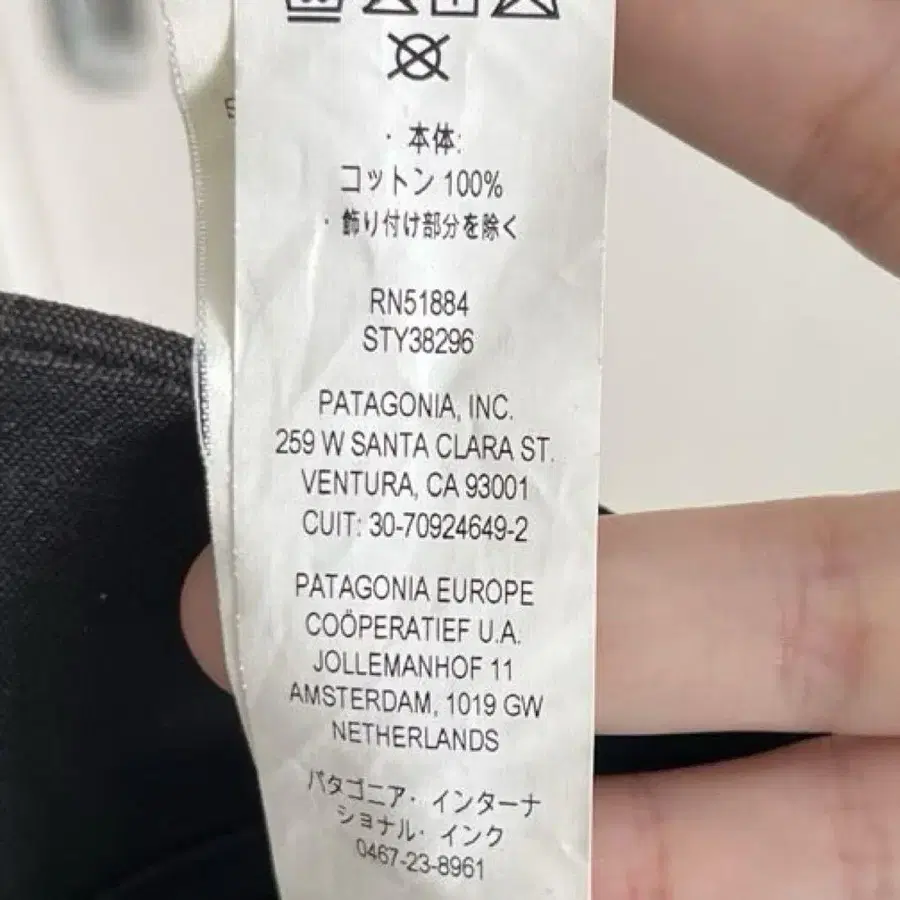 · 本体:
コットン 100%
· 飾り付け部分を除く
RN51884
STY38296
PATAGONIA, INC.
259 W SANTA CLARA ST.
VENTURA, CA 93001
CUIT: 30-70924649-2
PATAGONIA EUROPE
COÖPERATIEF U.A.
JOLLEMANHOF 11
AMSTERDAM, 1019 GW
NETHERLANDS
パタゴニア· インターナ
ショナル· インク
0467-23-8961